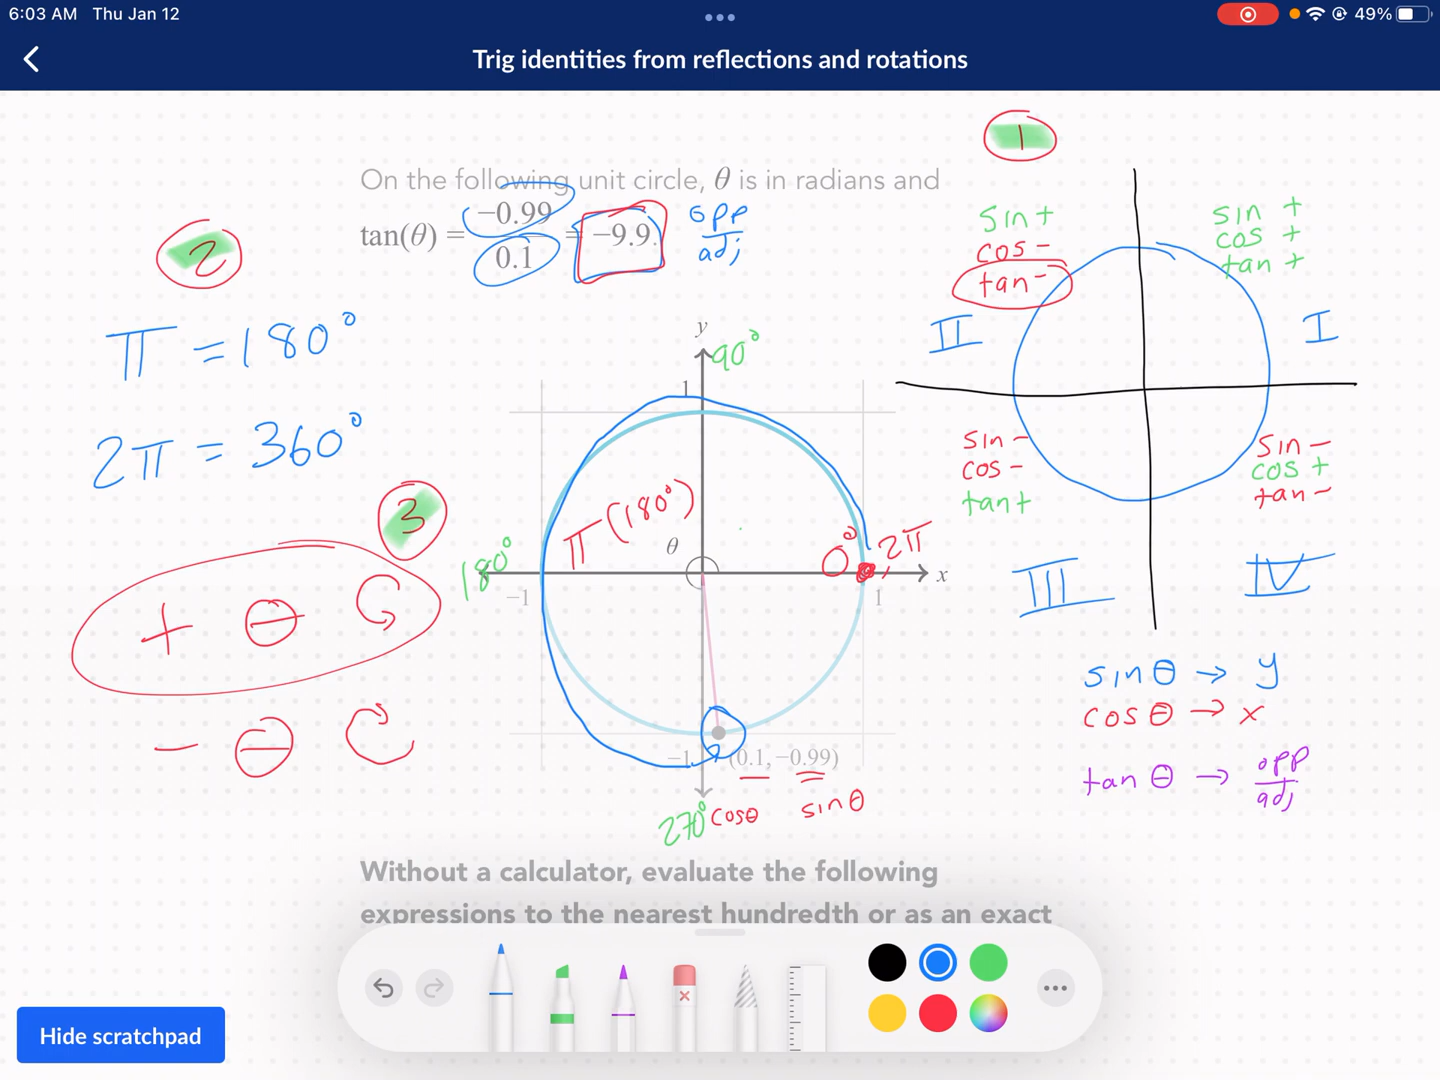 6:03 AM Thu Jan 12
49%
Trig identities from reflections and rotations
1
On the following unit circle, θ is in radians and
tan(θ) = −0.99 / 0.1 = −9.9.
opp
adj
2
π = 180°
2π = 360°
3
+ θ
− θ
y
90°
1
π (180°)
θ
0°, 2π
180°
−1
1
x
−1
(0.1, −0.99)
270°
cosθ
sinθ
sin +
cos −
tan −
II
sin +
cos +
tan +
I
sin −
cos −
tan +
III
sin −
cos +
tan −
IV
sin θ → y
cos θ → x
tan θ → opp
adj
Without a calculator, evaluate the following
expressions to the nearest hundredth or as an exact
Hide scratchpad